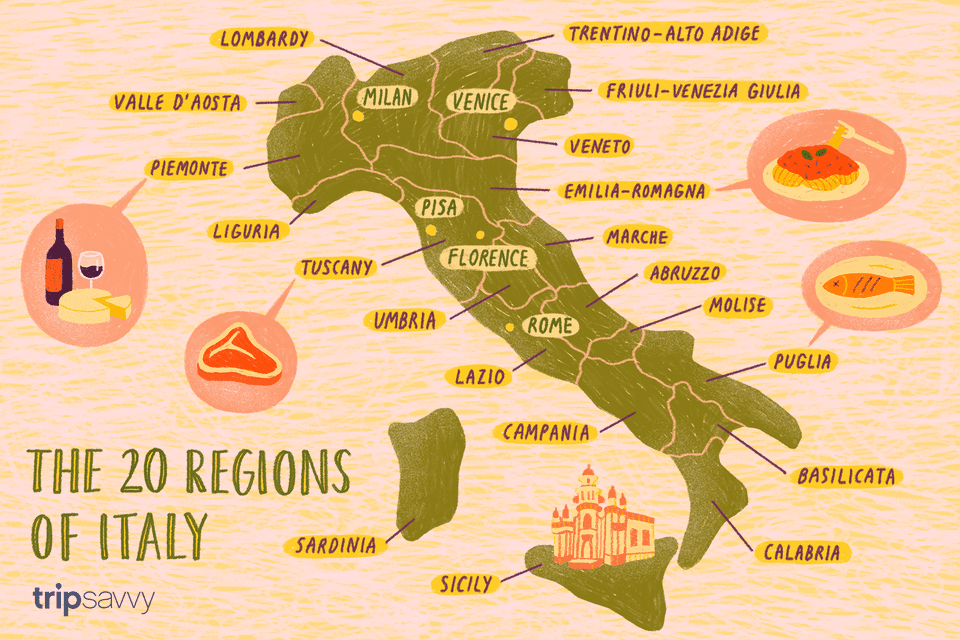 LOMBARDY
TRENTINO-ALTO ADIGE
VALLE D'AOSTA
MILAN
VENICE
FRIULI-VENEZIA GIULIA
VENETO
PIEMONTE
EMILIA-ROMAGNA
PISA
LIGURIA
MARCHE
FLORENCE
TUSCANY
ABRUZZO
MOLISE
UMBRIA
ROME
PUGLIA
LAZIO
CAMPANIA
BASILICATA
THE 20 REGIONS
OF ITALY
SARDINIA
CALABRIA
SICILY
tripsavvy